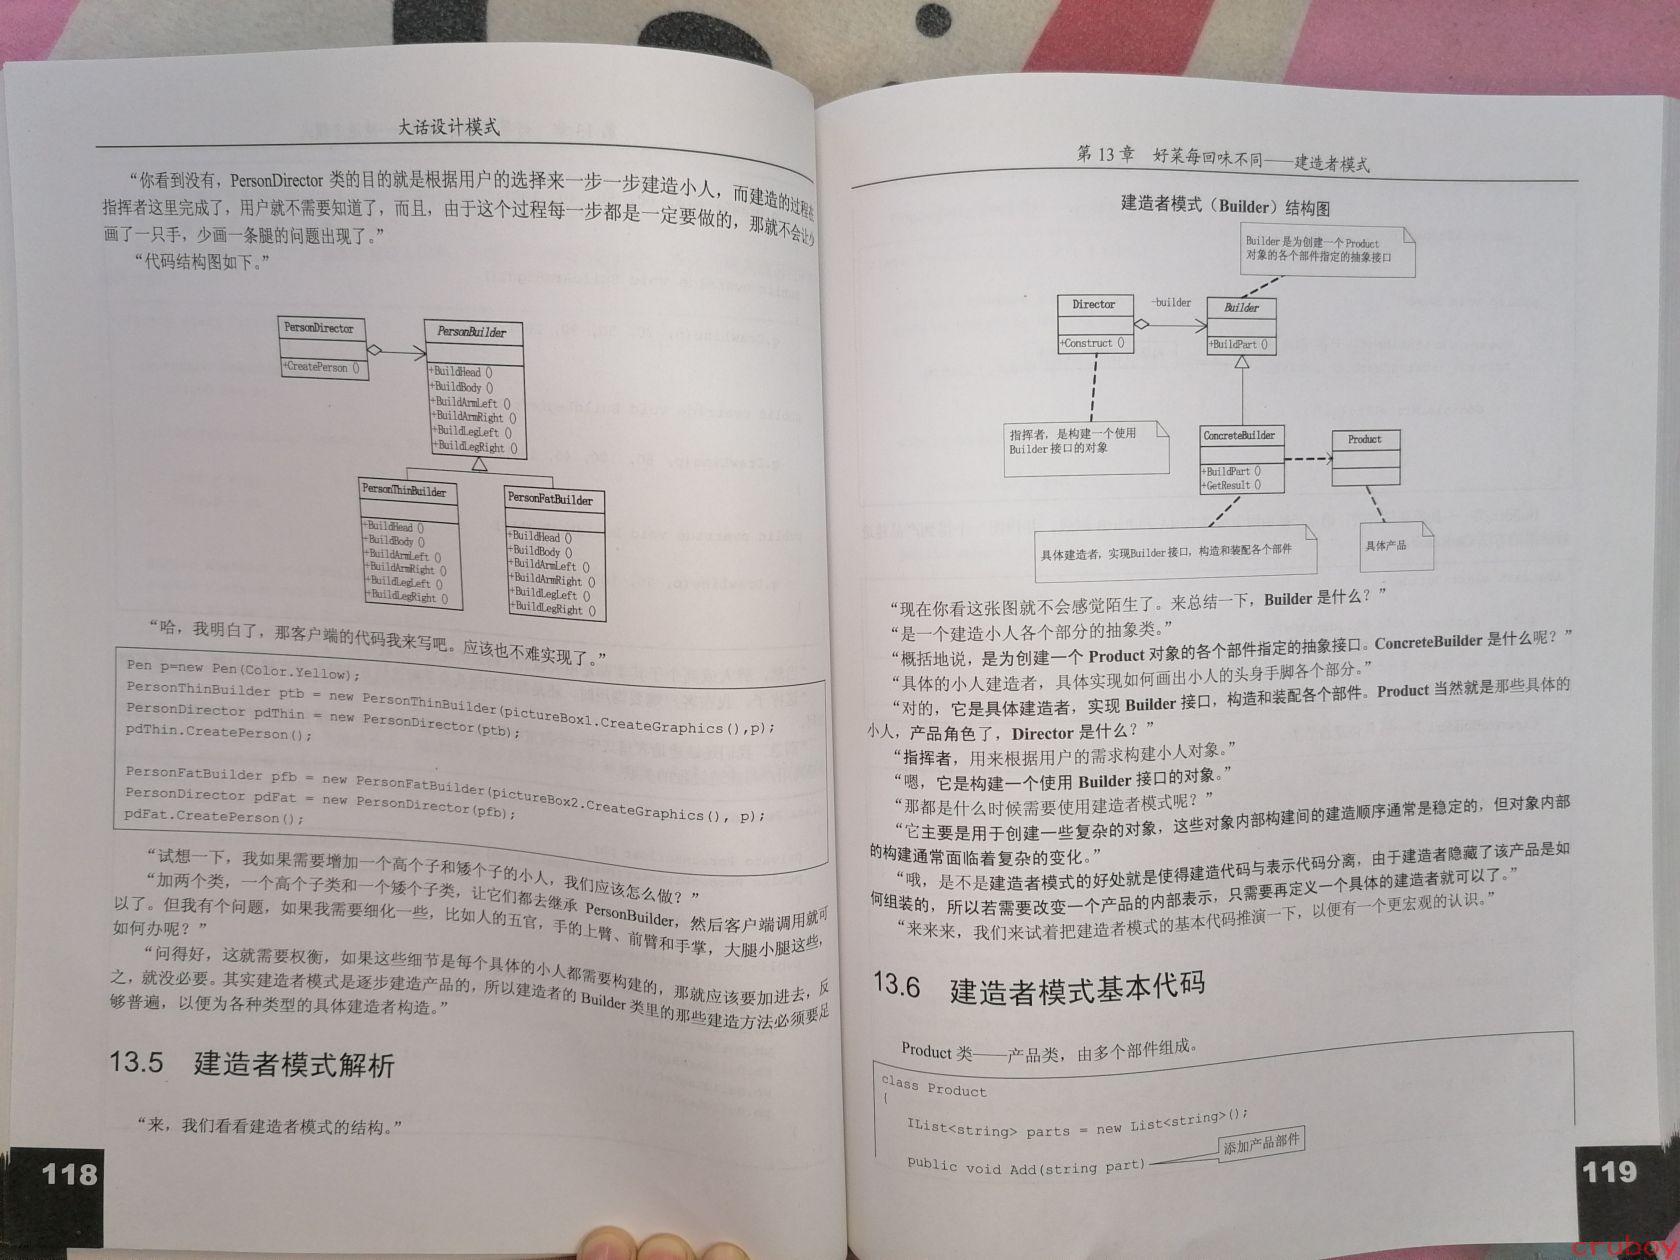 大话设计模式
“你看到没有，PersonDirector 类的目的就是根据用户的选择来一步一步建造小人，而建造的过程在
指挥者这里完成了，用户就不需要知道了，而且，由于这个过程每一步都是一定要做的，那就不会让少
画了一只手，少画一条腿的问题出现了。”
“代码结构图如下。”
PersonDirector
+CreatePerson ()
PersonBuilder
+BuildHead ()
+BuildBody ()
+BuildArmLeft ()
+BuildArmRight ()
+BuildLegLeft ()
+BuildLegRight ()
PersonThinBuilder
+BuildHead ()
+BuildBody ()
+BuildArmLeft ()
+BuildArmRight ()
+BuildLegLeft ()
+BuildLegRight ()
PersonFatBuilder
+BuildHead ()
+BuildBody ()
+BuildArmLeft ()
+BuildArmRight ()
+BuildLegLeft ()
+BuildLegRight ()
“哈，我明白了，那客户端的代码我来写吧。应该也不难实现了。”
Pen p=new Pen(Color.Yellow);
PersonThinBuilder ptb = new PersonThinBuilder(pictureBox1.CreateGraphics(),p);
PersonDirector pdThin = new PersonDirector(ptb);
pdThin.CreatePerson();
PersonFatBuilder pfb = new PersonFatBuilder(pictureBox2.CreateGraphics(), p);
PersonDirector pdFat = new PersonDirector(pfb);
pdFat.CreatePerson();
“试想一下，我如果需要增加一个高个子和矮个子的小人，我们应该怎么做？”
“加两个类，一个高个子类和一个矮个子类，让它们都去继承 PersonBuilder，然后客户端调用就可
以了。但我有个问题，如果我需要细化一些，比如人的五官，手的上臂、前臂和手掌，大腿小腿这些，
如何办呢？”
“问得好，这就需要权衡，如果这些细节是每个具体的小人都需要构建的，那就应该要加进去，反
之，就没必要。其实建造者模式是逐步建造产品的，所以建造者的 Builder 类里的那些建造方法必须要足
够普遍，以便为各种类型的具体建造者构造。”
13.5 建造者模式解析
“来，我们看看建造者模式的结构。”
118
第 13 章 好菜每回味不同——建造者模式
建造者模式（Builder）结构图
Builder 是为创建一个 Product
对象的各个部件指定的抽象接口
Director
+Construct ()
-builder
Builder
+BuildPart ()
指挥者，是构建一个使用
Builder 接口的对象
ConcreteBuilder
+BuildPart ()
+GetResult ()
Product
具体建造者，实现Builder 接口，构造和装配各个部件
具体产品
“现在你看这张图就不会感觉陌生了。来总结一下，Builder 是什么？”
“是一个建造小人各个部分的抽象类。”
“概括地说，是为创建一个 Product 对象的各个部件指定的抽象接口。ConcreteBuilder 是什么呢？”
“具体的小人建造者，具体实现如何画出小人的头身手脚各个部分。”
“对的，它是具体建造者，实现 Builder 接口，构造和装配各个部件。Product 当然就是那些具体的
小人，产品角色了，Director 是什么？”
“指挥者，用来根据用户的需求构建小人对象。”
“嗯，它是构建一个使用 Builder 接口的对象。”
“那都是什么时候需要使用建造者模式呢？”
“它主要是用于创建一些复杂的对象，这些对象内部构建间的建造顺序通常是稳定的，但对象内部
的构建通常面临着复杂的变化。”
“哦，是不是建造者模式的好处就是使得建造代码与表示代码分离，由于建造者隐藏了该产品是如
何组装的，所以若需要改变一个产品的内部表示，只需要再定义一个具体的建造者就可以了。”
“来来来，我们来试着把建造者模式的基本代码推演一下，以便有一个更宏观的认识。”
13.6 建造者模式基本代码
Product 类——产品类，由多个部件组成。
class Product
{
IList<string> parts = new List<string>();
public void Add(string part)
添加产品部件
119
cruboy